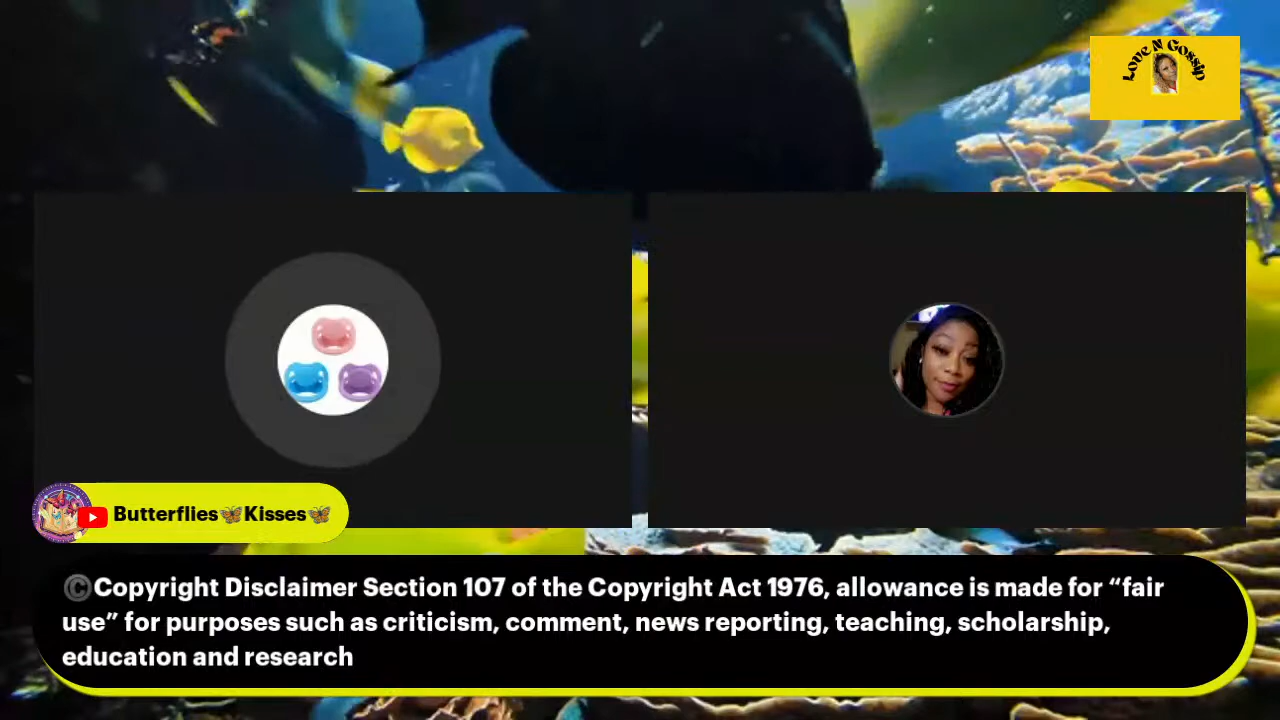 Love N Gossip
Butterflies🦋Kisses🦋
©Copyright Disclaimer Section 107 of the Copyright Act 1976, allowance is made for “fair
use” for purposes such as criticism, comment, news reporting, teaching, scholarship,
education and research